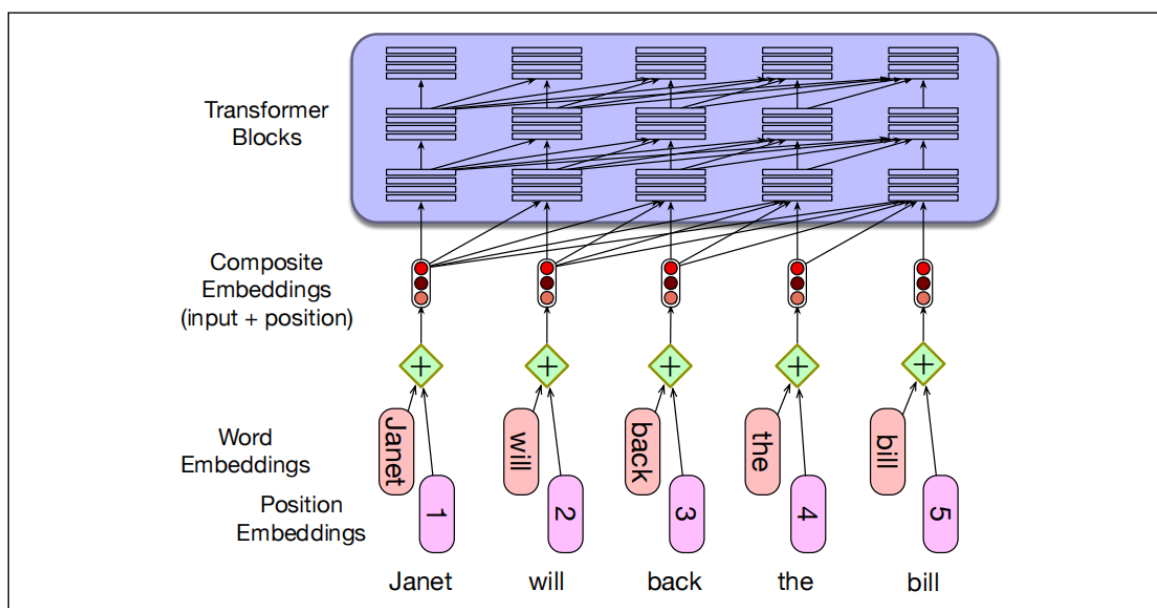 Transformer
Blocks
Composite
Embeddings
(input + position)
+ + + + +
Word
Embeddings
Janet will back the bill
Position
Embeddings
1 2 3 4 5
Janet will back the bill